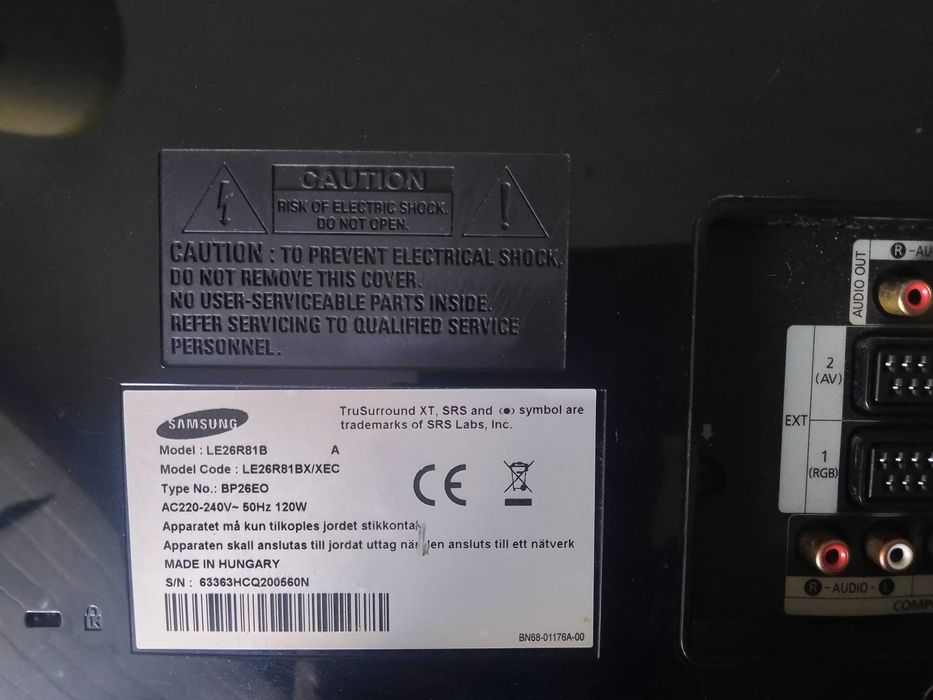 CAUTION
RISK OF ELECTRIC SHOCK.
DO NOT OPEN.
CAUTION : TO PREVENT ELECTRICAL SHOCK,
DO NOT REMOVE THIS COVER.
NO USER-SERVICEABLE PARTS INSIDE.
REFER SERVICING TO QUALIFIED SERVICE
PERSONNEL.
SAMSUNG
TruSurround XT, SRS and (●) symbol are
trademarks of SRS Labs, Inc.
Model : LE26R81B A
Model Code : LE26R81BX/XEC
Type No.: BP26EO
AC220-240V~ 50Hz 120W
Apparatet må kun tilkoples jordet
Apparaten skall anslutas till jordat uttag ansluts till ett nätverk
MADE IN HUNGARY
S/N : 63363HCQ200560N
BN68-01176A-00
CE
K
AUDIO OUT
R
EXT
2
(AV)
1
(RGB)
R -AUDIO- L